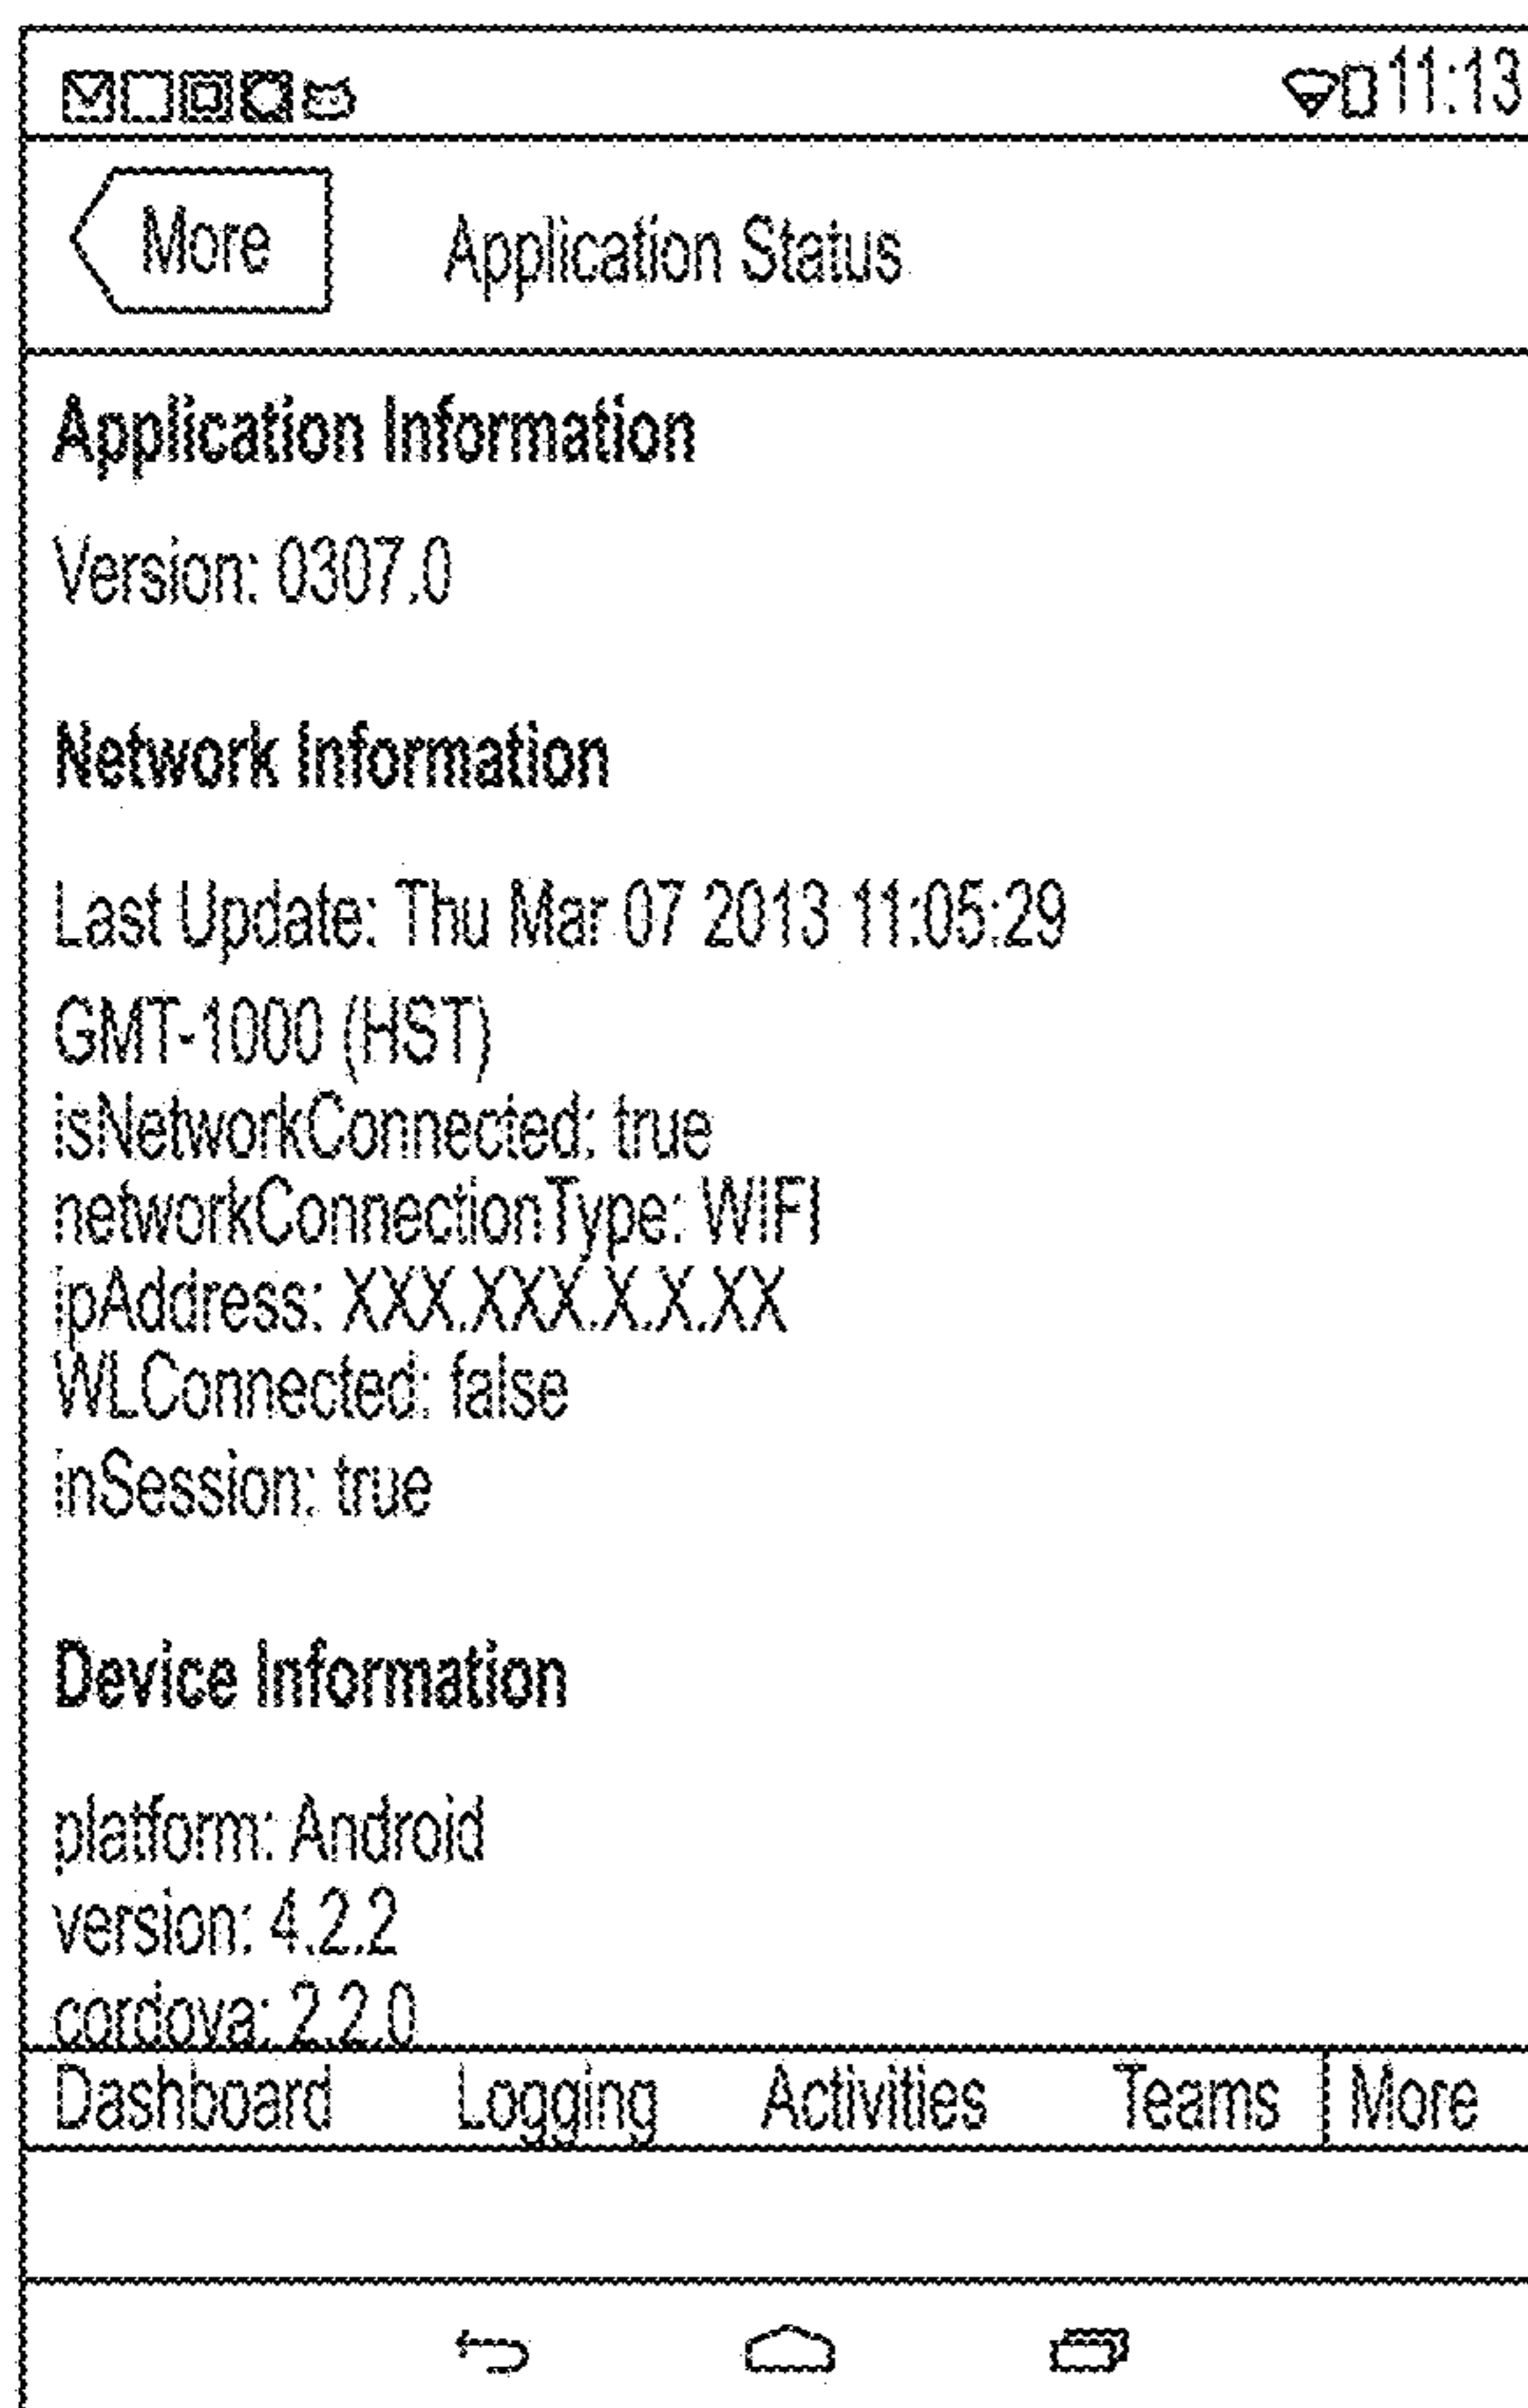 11:13
More Application Status
Application Information
Version: 0307.0
Network Information
Last Update: Thu Mar 07 2013 11:05:29
GMT-1000 (HST)
isNetworkConnected: true
networkConnectionType: WIFI
ipAddress: XXX.XXX.X.X.XX
WLConnected: false
inSession: true
Device Information
platform: Android
version: 4.2.2
cordova: 2.2.0
Dashboard Logging Activities Teams More